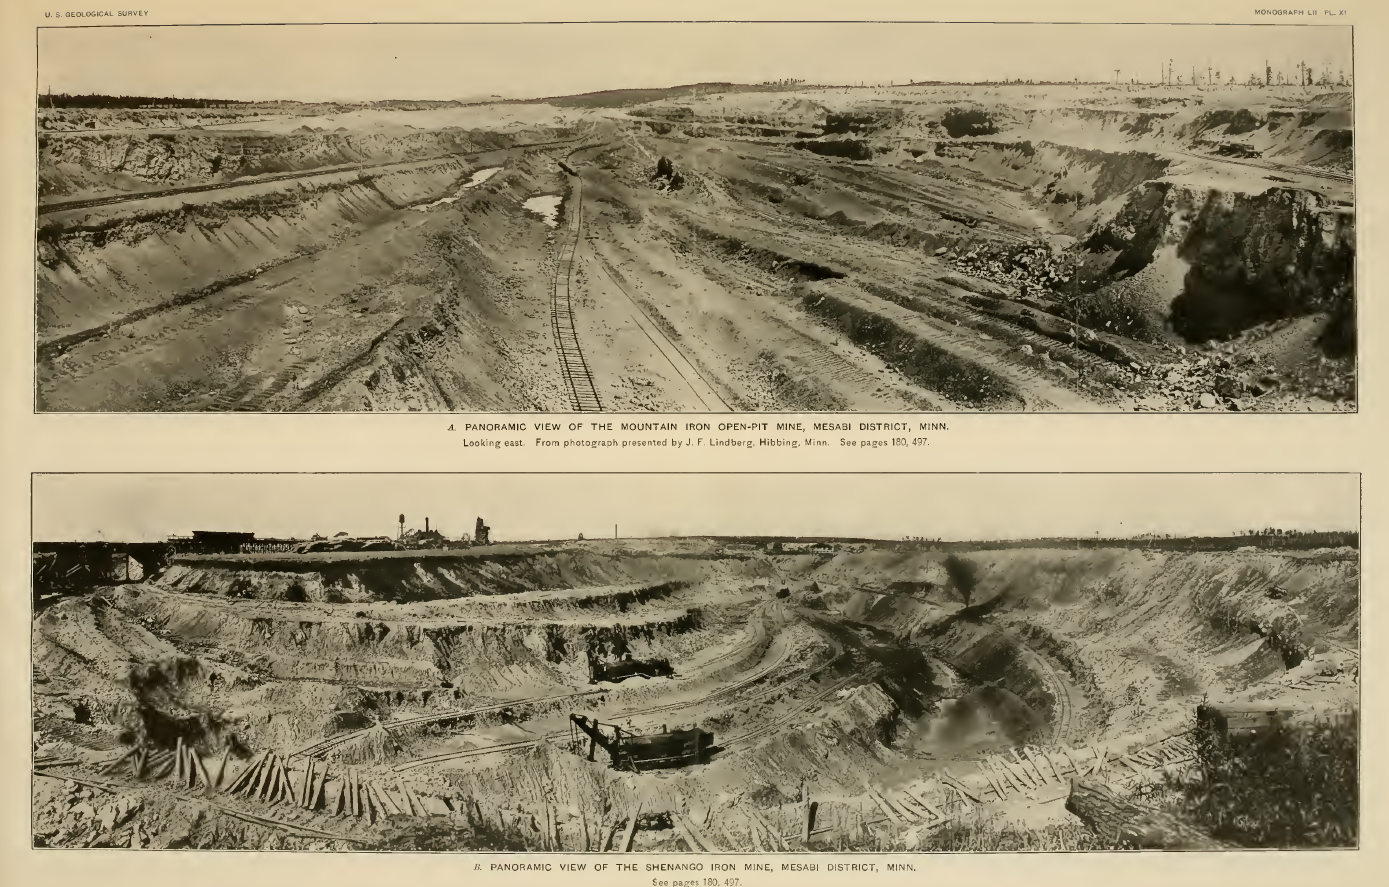 U. S. GEOLOGICAL SURVEY
MONOGRAPH LII PL. XI
A. PANORAMIC VIEW OF THE MOUNTAIN IRON OPEN-PIT MINE, MESABI DISTRICT, MINN.
Looking east. From photograph presented by J. F. Lindberg, Hibbing, Minn. See pages 180, 497.
B. PANORAMIC VIEW OF THE SHENANGO IRON MINE, MESABI DISTRICT, MINN.
See pages 180, 497.